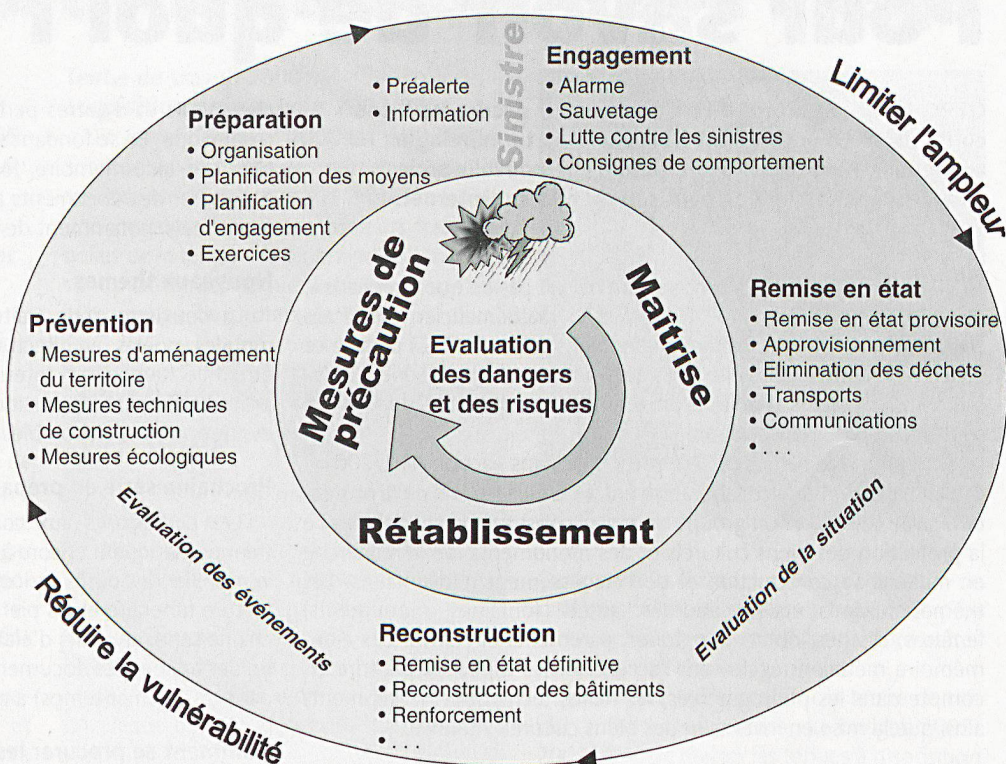 Sinistre
• Préalerte
• Information
Engagement
• Alarme
• Sauvetage
• Lutte contre les sinistres
• Consignes de comportement
Limiter l'ampleur
Préparation
• Organisation
• Planification des moyens
• Planification
d'engagement
• Exercices
Mesures de
précaution
Maîtrise
Remise en état
• Remise en état provisoire
• Approvisionnement
• Elimination des déchets
• Transports
• Communications
• . . . .
Prévention
• Mesures d'aménagement
du territoire
• Mesures techniques
de construction
• Mesures écologiques
Evaluation
des dangers
et des risques
Rétablissement
Evaluation des événements
Evaluation de la situation
Réduire la vulnérabilité
Reconstruction
• Remise en état définitive
• Reconstruction des bâtiments
• Renforcement
• . . . .